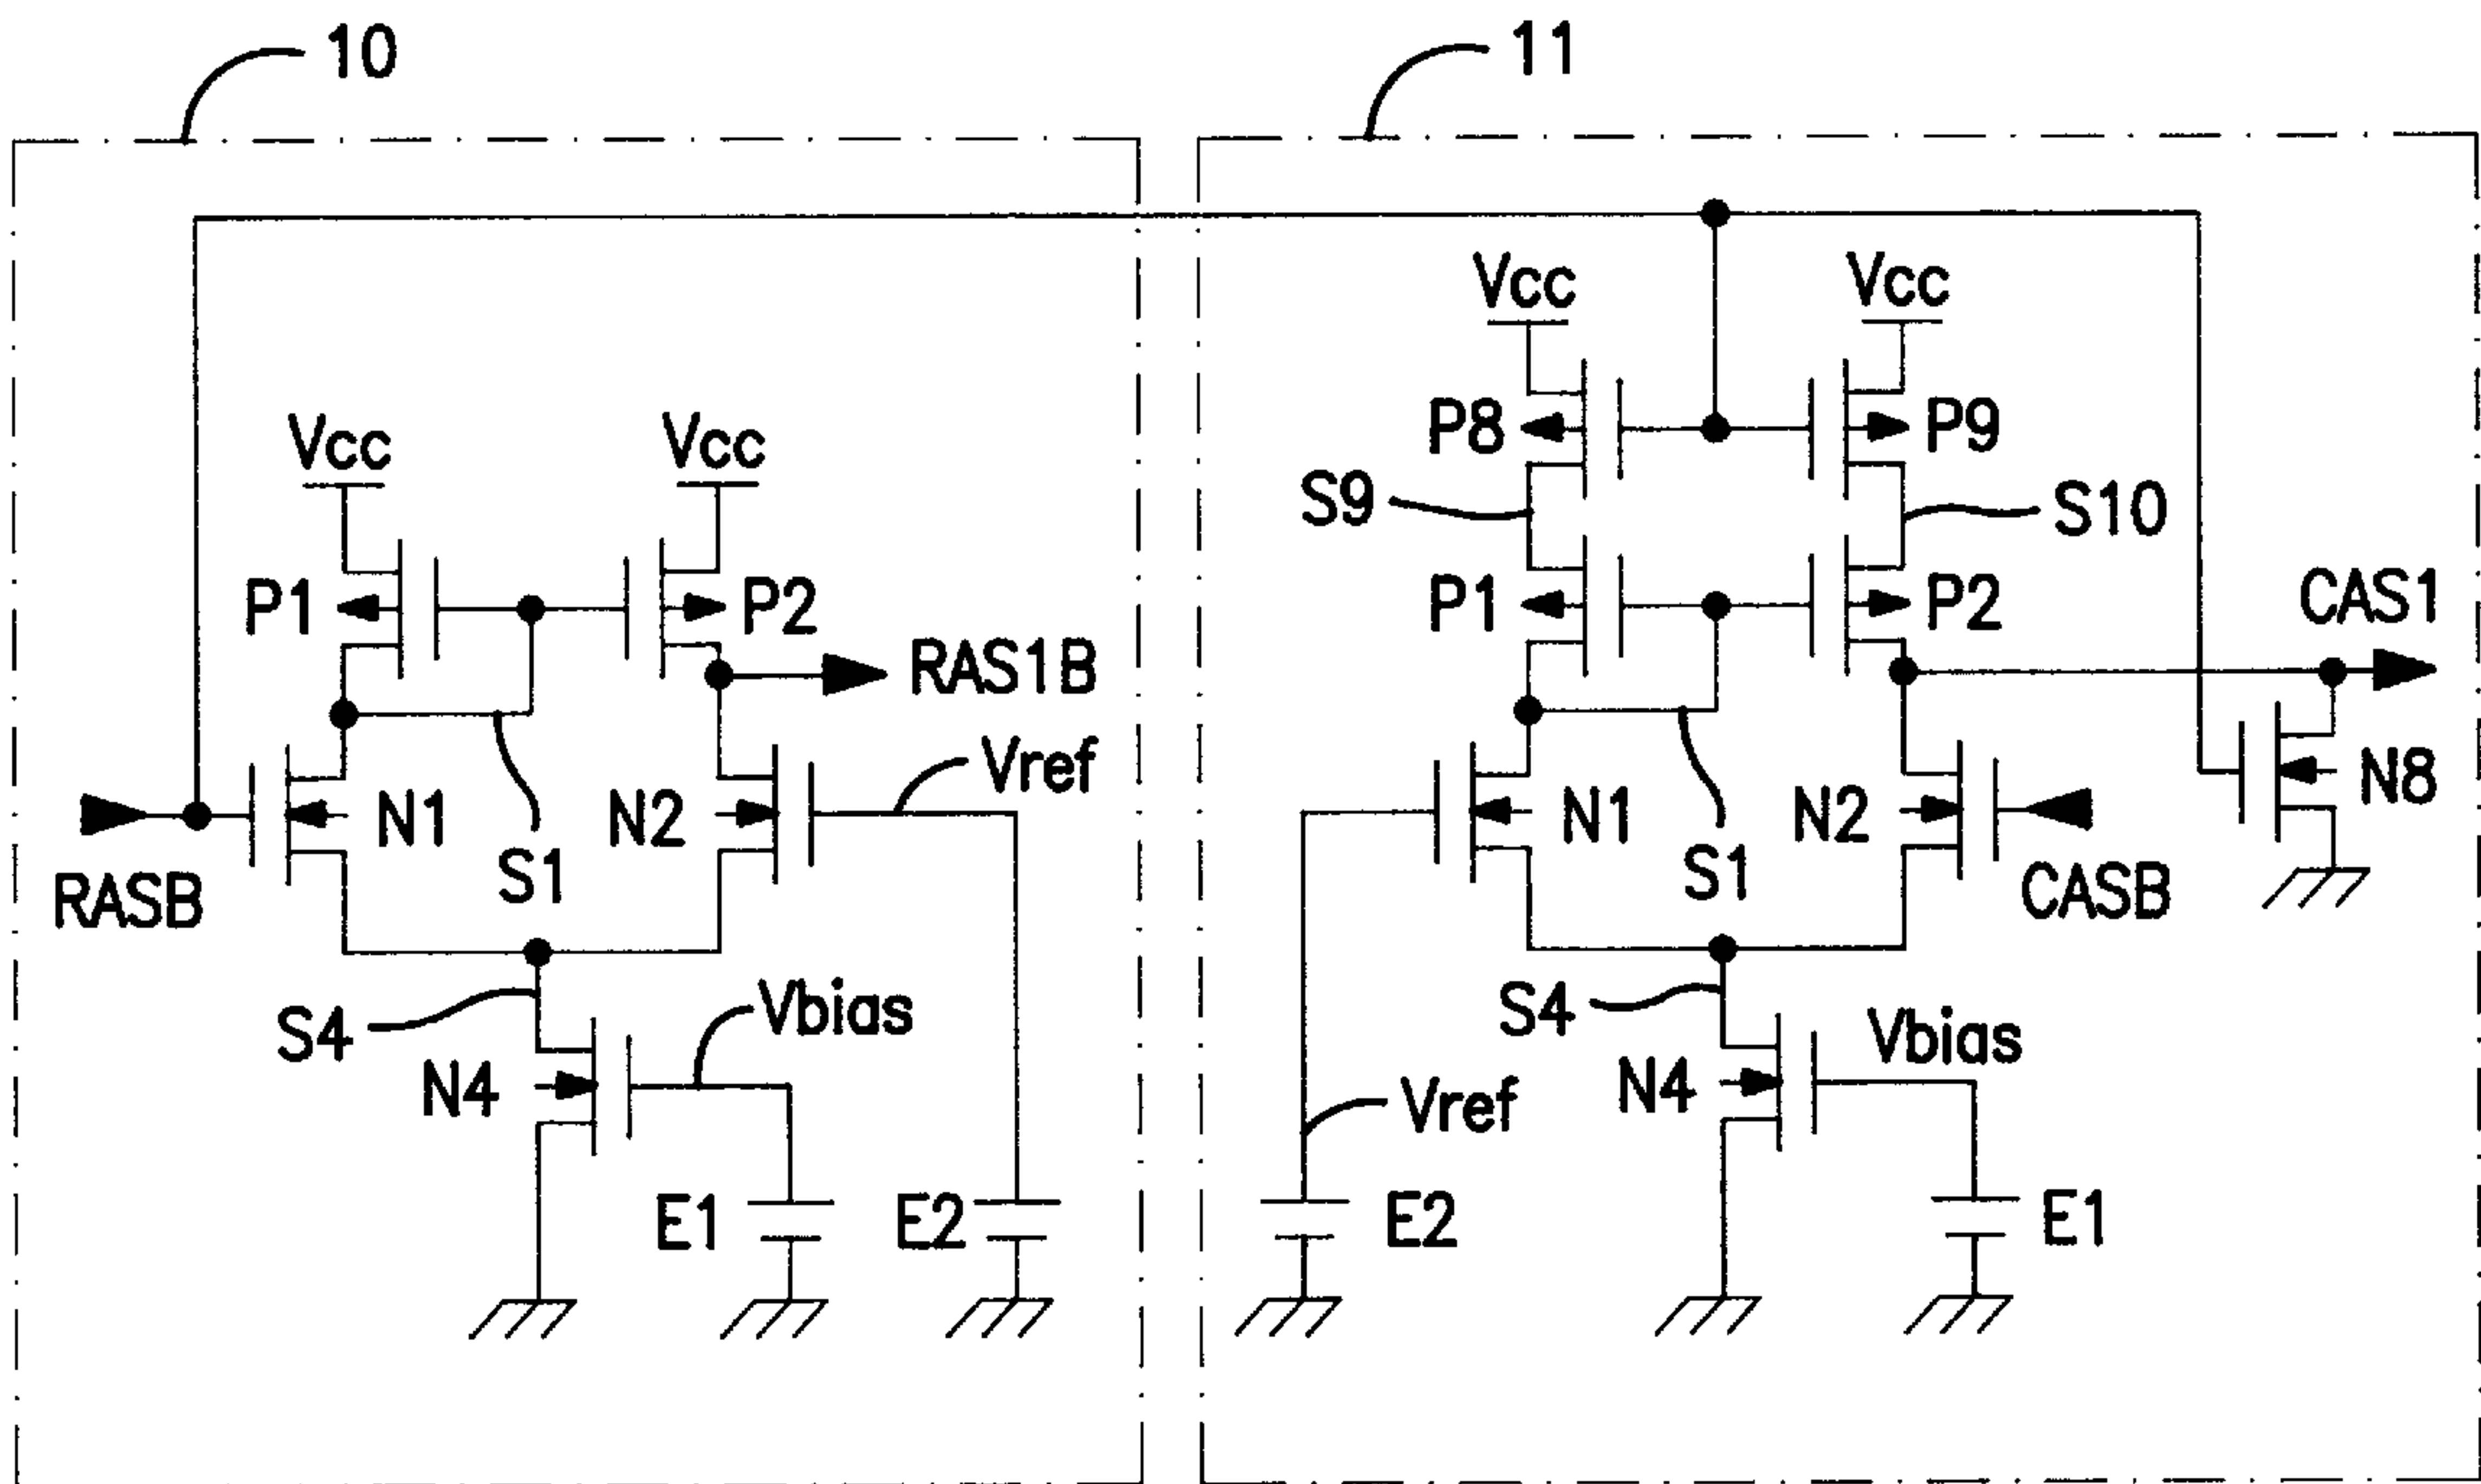 10
11
Vcc
Vcc
P8
P9
Vcc
Vcc
S9
S10
P1
P2
P1
P2
CAS1
RAS1B
Vref
N1
N2
N1
N2
N8
RASB
S1
S1
CASB
S4
Vbias
S4
Vbias
N4
Vref
N4
E1
E2
E2
E1